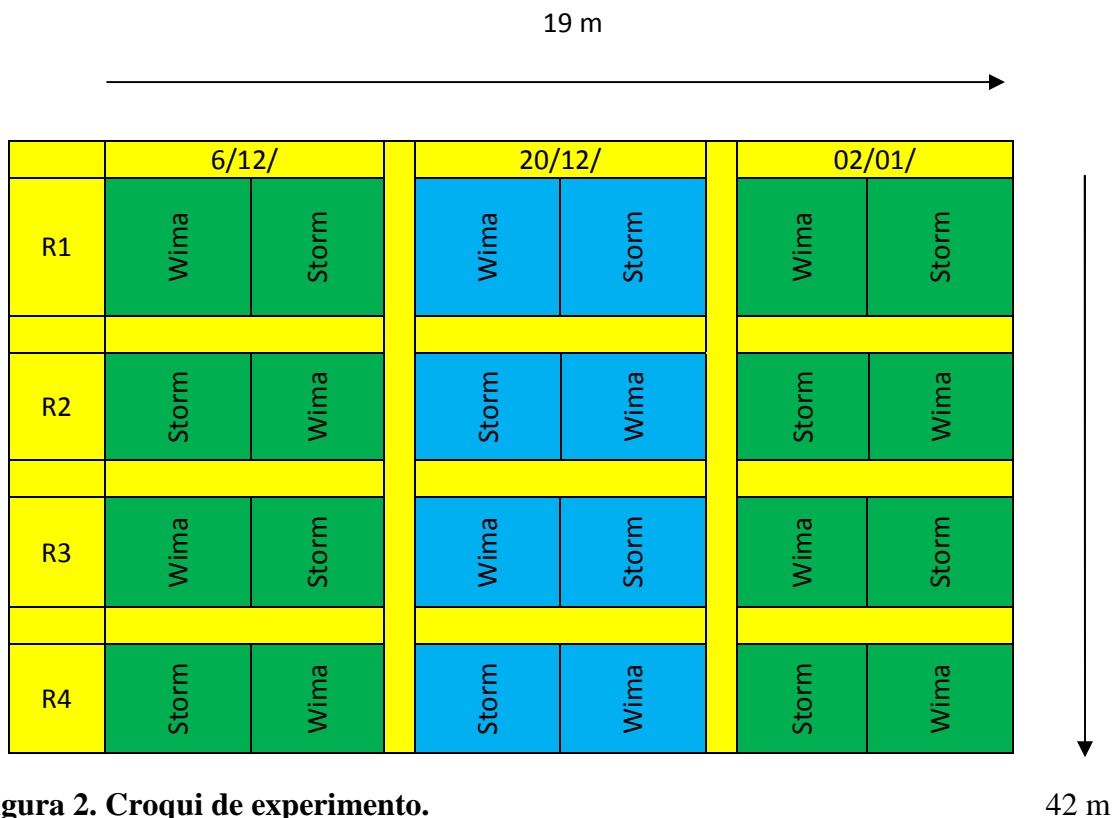 19 m
6/12/ 20/12/ 02/01/
R1 Wima Storm Wima Storm Wima Storm
R2 Storm Wima Storm Wima Storm Wima
R3 Wima Storm Wima Storm Wima Storm
R4 Storm Wima Storm Wima Storm Wima
gura 2. Croqui de experimento. 42 m